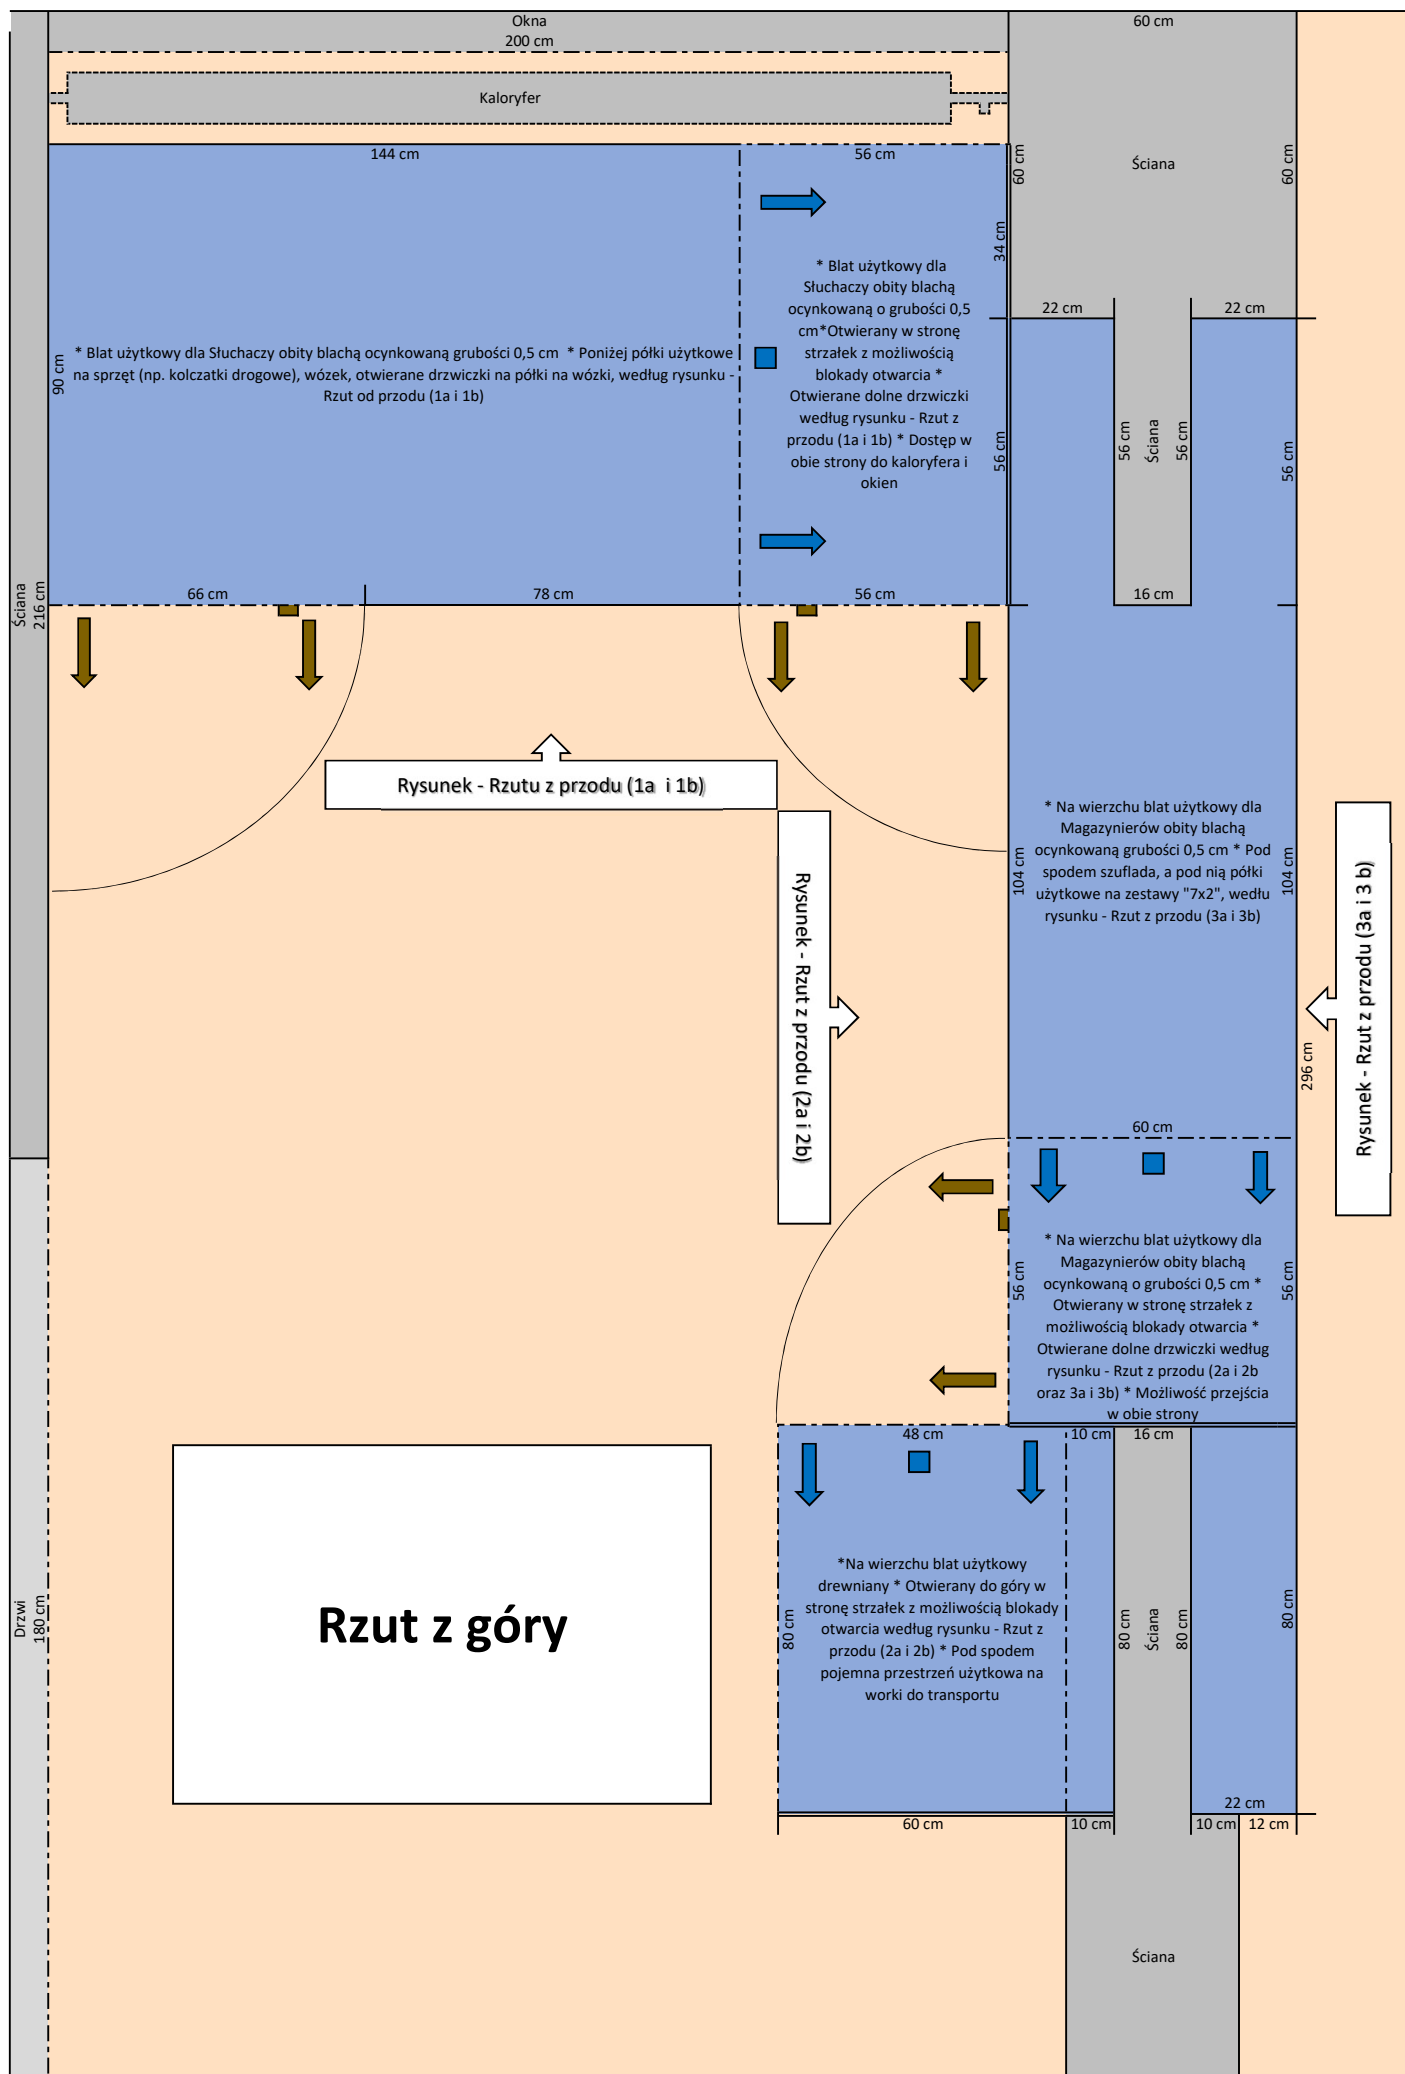 Okna
200 cm
60 cm
Kaloryfer
144 cm
56 cm
60 cm
Ściana
60 cm
34 cm
* Blat użytkowy dla
Słuchaczy obity blachą
ocynkowaną o grubości 0,5
cm*Otwierany w stronę
strzałek z możliwością
blokady otwarcia *
Otwierane dolne drzwiczki
według rysunku - Rzut z
przodu (1a i 1b) * Dostęp w
obie strony do kaloryfera i
okien
22 cm
22 cm
90 cm
* Blat użytkowy dla Słuchaczy obity blachą ocynkowaną grubości 0,5 cm * Poniżej półki użytkowe
na sprzęt (np. kolczatki drogowe), wózek, otwierane drzwiczki na półki na wózki, według rysunku -
Rzut od przodu (1a i 1b)
56 cm
56 cm
Ściana
56 cm
56 cm
Ściana
216 cm
66 cm
78 cm
56 cm
16 cm
Rysunek - Rzutu z przodu (1a i 1b)
Rysunek - Rzut z przodu (2a i 2b)
104 cm
* Na wierzchu blat użytkowy dla
Magazynierów obity blachą
ocynkowaną grubości 0,5 cm * Pod
spodem szuflada, a pod nią półki
użytkowe na zestawy "7x2", wedłu
rysunku - Rzut z przodu (3a i 3b)
104 cm
Rysunek - Rzut z przodu (3a i 3 b)
296 cm
60 cm
56 cm
* Na wierzchu blat użytkowy dla
Magazynierów obity blachą
ocynkowaną o grubości 0,5 cm *
Otwierany w stronę strzałek z
możliwością blokady otwarcia *
Otwierane dolne drzwiczki według
rysunku - Rzut z przodu (2a i 2b
oraz 3a i 3b) * Możliwość przejścia
w obie strony
56 cm
48 cm
10 cm
16 cm
Drzwi
180 cm
Rzut z góry
80 cm
*Na wierzchu blat użytkowy
drewniany * Otwierany do góry w
stronę strzałek z możliwością blokady
otwarcia według rysunku - Rzut z
przodu (2a i 2b) * Pod spodem
pojemna przestrzeń użytkowa na
worki do transportu
80 cm
Ściana
80 cm
80 cm
22 cm
60 cm
10 cm
10 cm
12 cm
Ściana